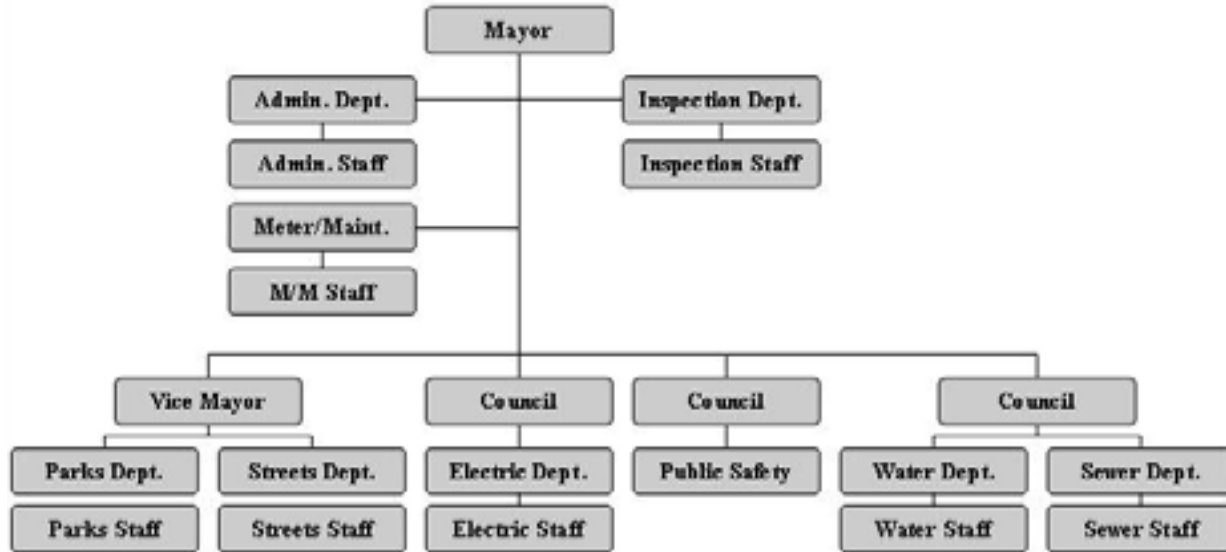 Mayor
Admin. Dept.
Inspection Dept.
Admin. Staff
Inspection Staff
Meter/Maint.
M/M Staff
Vice Mayor
Council
Council
Council
Parks Dept.
Streets Dept.
Electric Dept.
Public Safety
Water Dept.
Sewer Dept.
Parks Staff
Streets Staff
Electric Staff
Water Staff
Sewer Staff